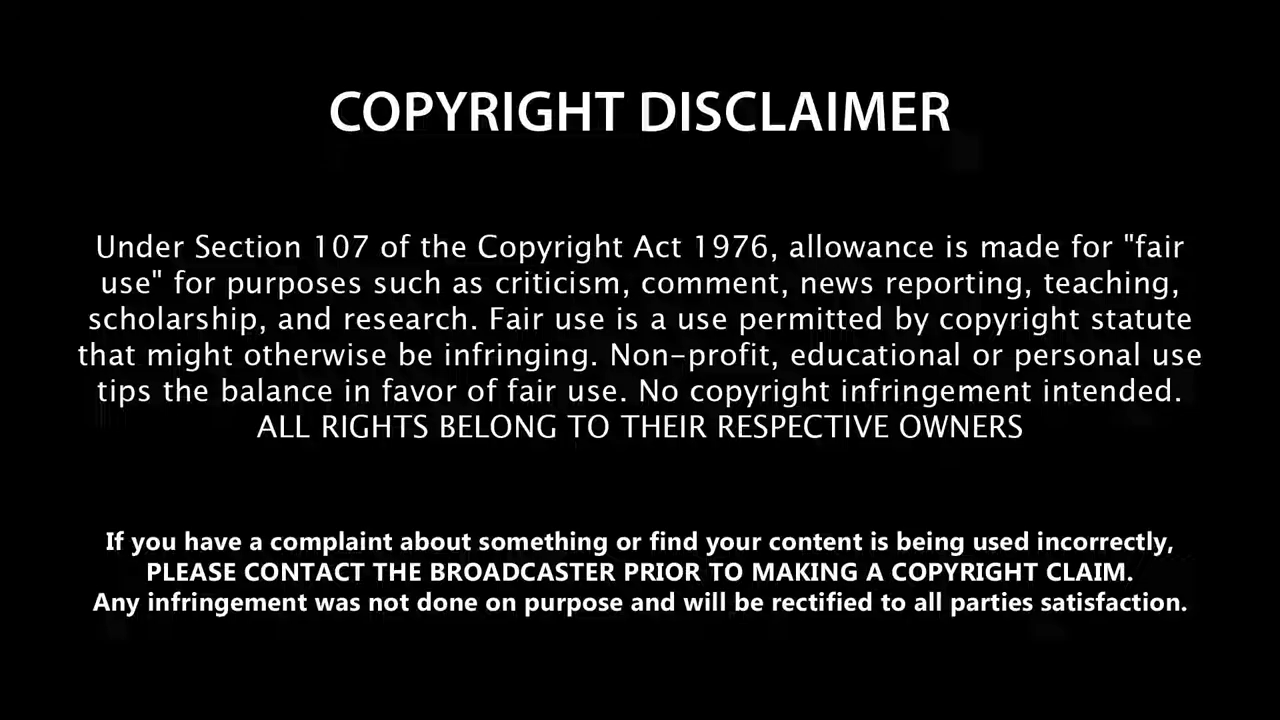 COPYRIGHT DISCLAIMER
Under Section 107 of the Copyright Act 1976, allowance is made for "fair
use" for purposes such as criticism, comment, news reporting, teaching,
scholarship, and research. Fair use is a use permitted by copyright statute
that might otherwise be infringing. Non-profit, educational or personal use
tips the balance in favor of fair use. No copyright infringement intended.
ALL RIGHTS BELONG TO THEIR RESPECTIVE OWNERS
If you have a complaint about something or find your content is being used incorrectly,
PLEASE CONTACT THE BROADCASTER PRIOR TO MAKING A COPYRIGHT CLAIM.
Any infringement was not done on purpose and will be rectified to all parties satisfaction.